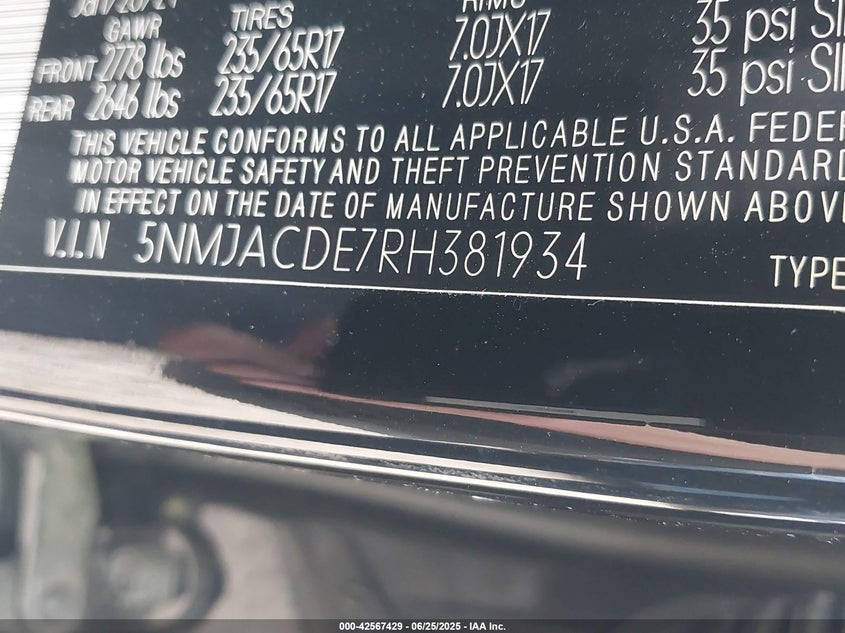 GAWR TIRES
FRONT 2778 lbs 235/65R17 7.0JX17 35 psi
REAR 2646 lbs 235/65R17 7.0JX17 35 psi
THIS VEHICLE CONFORMS TO ALL APPLICABLE U.S.A. FEDER
MOTOR VEHICLE SAFETY AND THEFT PREVENTION STANDARD
IN EFFECT ON THE DATE OF MANUFACTURE SHOWN ABOV
V.I.N 5NMJACDE7RH381934 TYPE
000-42567429 - 06/25/2025 - IAA Inc.